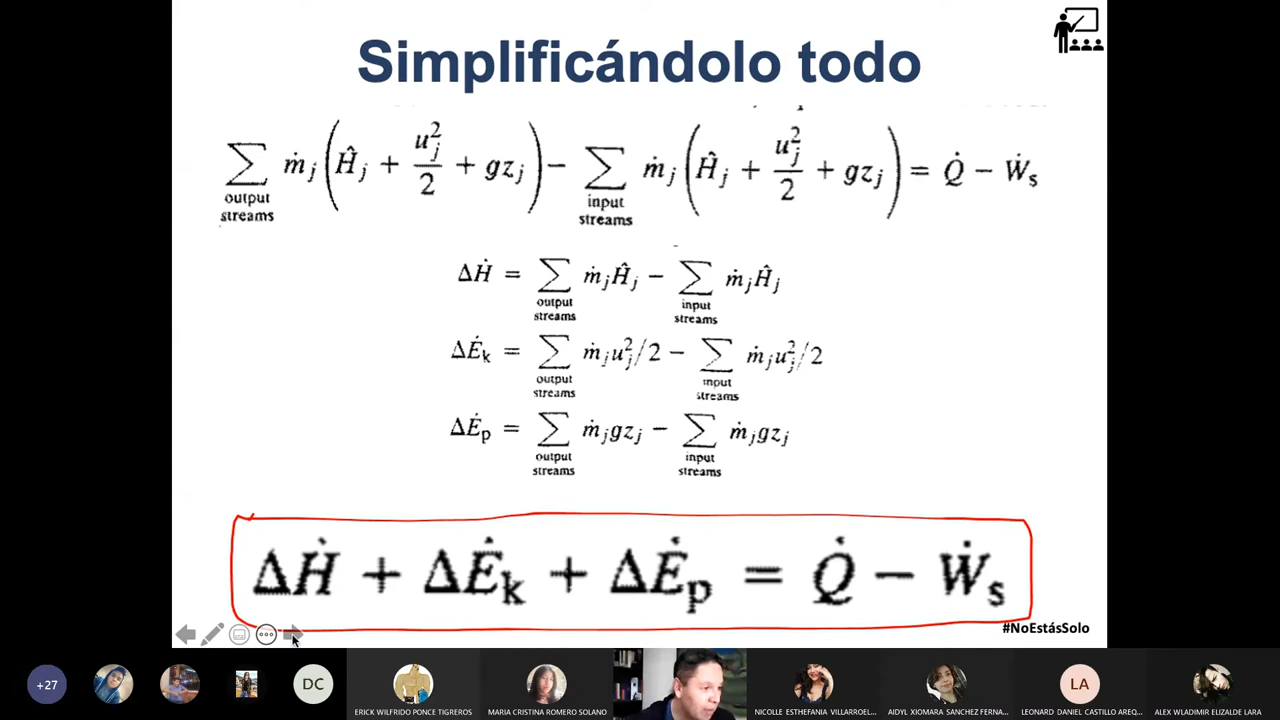 Simplificándolo todo
∑ ṁj(Ĥj + uj²/2 + gzj) − ∑ ṁj(Ĥj + uj²/2 + gzj) = Q̇ − Ẇs
output streams input streams
ΔḢ = ∑ ṁjĤj − ∑ ṁjĤj
output streams input streams
ΔĖk = ∑ ṁjuj²/2 − ∑ ṁjuj²/2
output streams input streams
ΔĖp = ∑ ṁjgzj − ∑ ṁjgzj
output streams input streams
ΔḢ + ΔĖk + ΔĖp = Q̇ − Ẇs
#NoEstásSolo
+27
DC
LA
ERICK WILFRIDO PONCE TIGREROS
MARIA CRISTINA ROMERO SOLANO
NICOLLE ESTHEFANIA VILLARROEL...
AIDYL XIOMARA SANCHEZ FERNA...
LEONARD DANIEL CASTILLO AREQ...
ALEX WLADIMIR ELIZALDE LARA